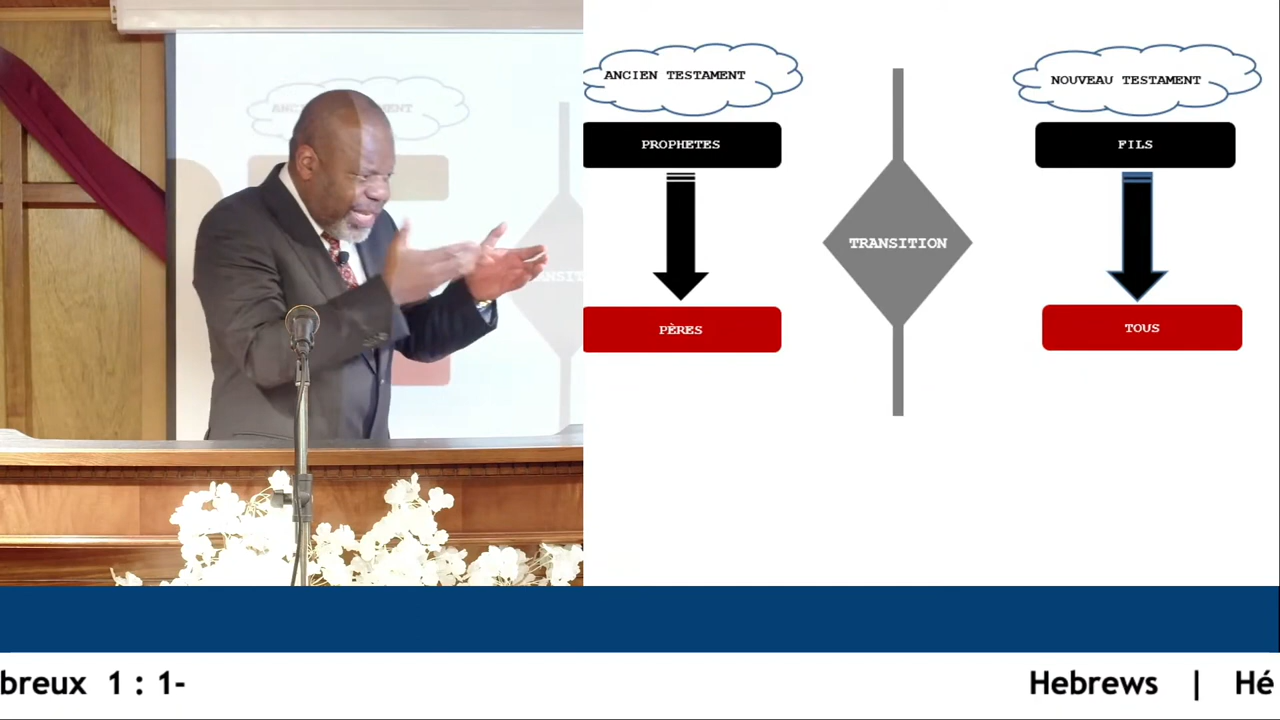 ANCIEN TESTAMENT
NOUVEAU TESTAMENT
PROPHETES
FILS
TRANSITION
PÈRES
TOUS
breux 1 : 1-
Hebrews | Hé